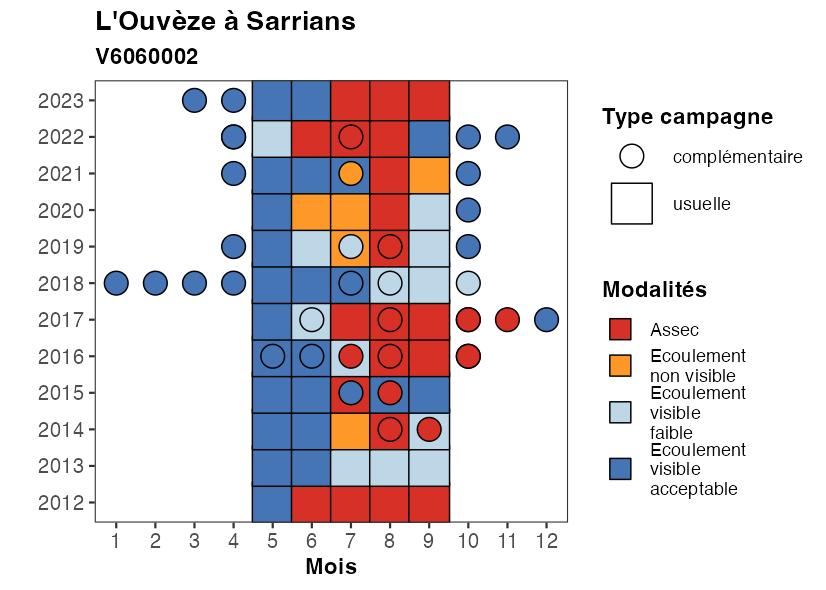 L'Ouvèze à Sarrians
V6060002
2023
2022
2021
2020
2019
2018
2017
2016
2015
2014
2013
2012
1 2 3 4 5 6 7 8 9 10 11 12
Mois
Type campagne
complémentaire
usuelle
Modalités
Assec
Ecoulement
non visible
Ecoulement
visible
faible
Ecoulement
visible
acceptable